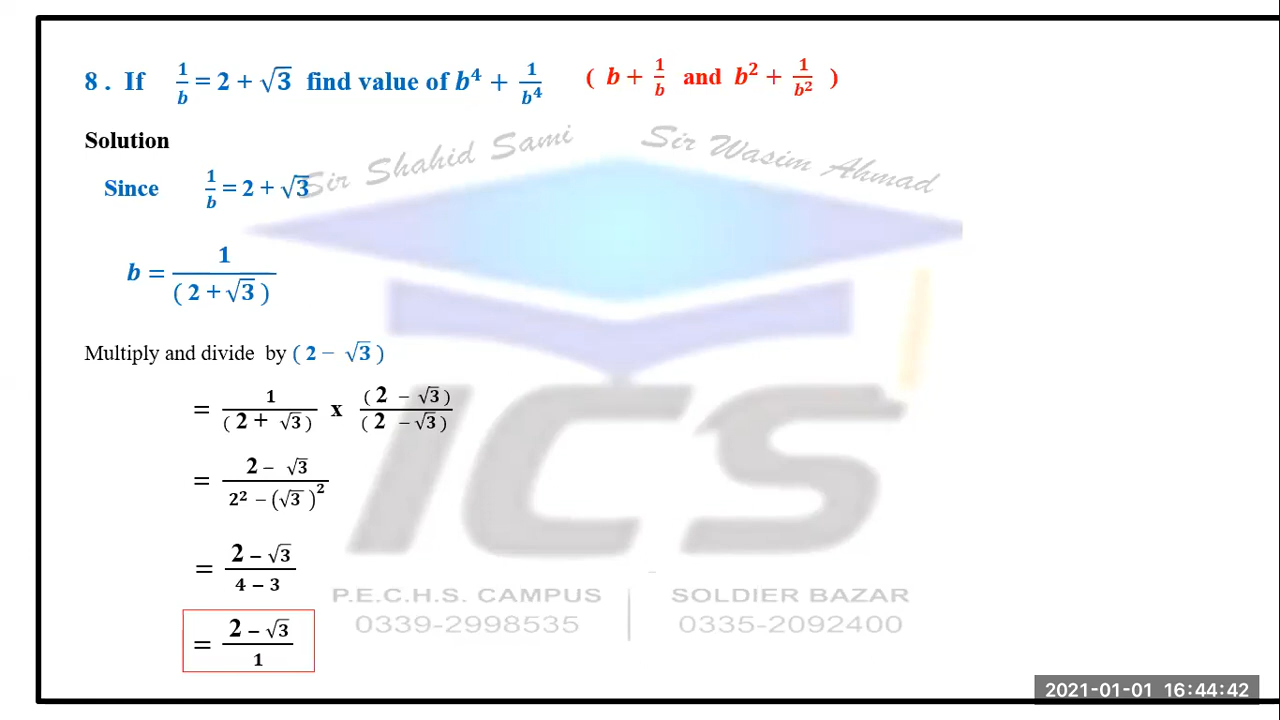 8 . If 1/b = 2 + √3 find value of b⁴ + 1/b⁴ ( b + 1/b and b² + 1/b² )
Solution
Sir Shahid Sami Sir Wasim Ahmad
Since 1/b = 2 + √3
b = 1/( 2 + √3 )
Multiply and divide by ( 2 − √3 )
= 1/( 2 + √3 ) x ( 2 − √3 )/( 2 − √3 )
= 2 − √3/2² − (√3 )²
= 2 − √3/4 − 3
= 2 − √3/1
ICS
P.E.C.H.S. CAMPUS | SOLDIER BAZAR
0339-2998535 | 0335-2092400
2021-01-01 16:44:42